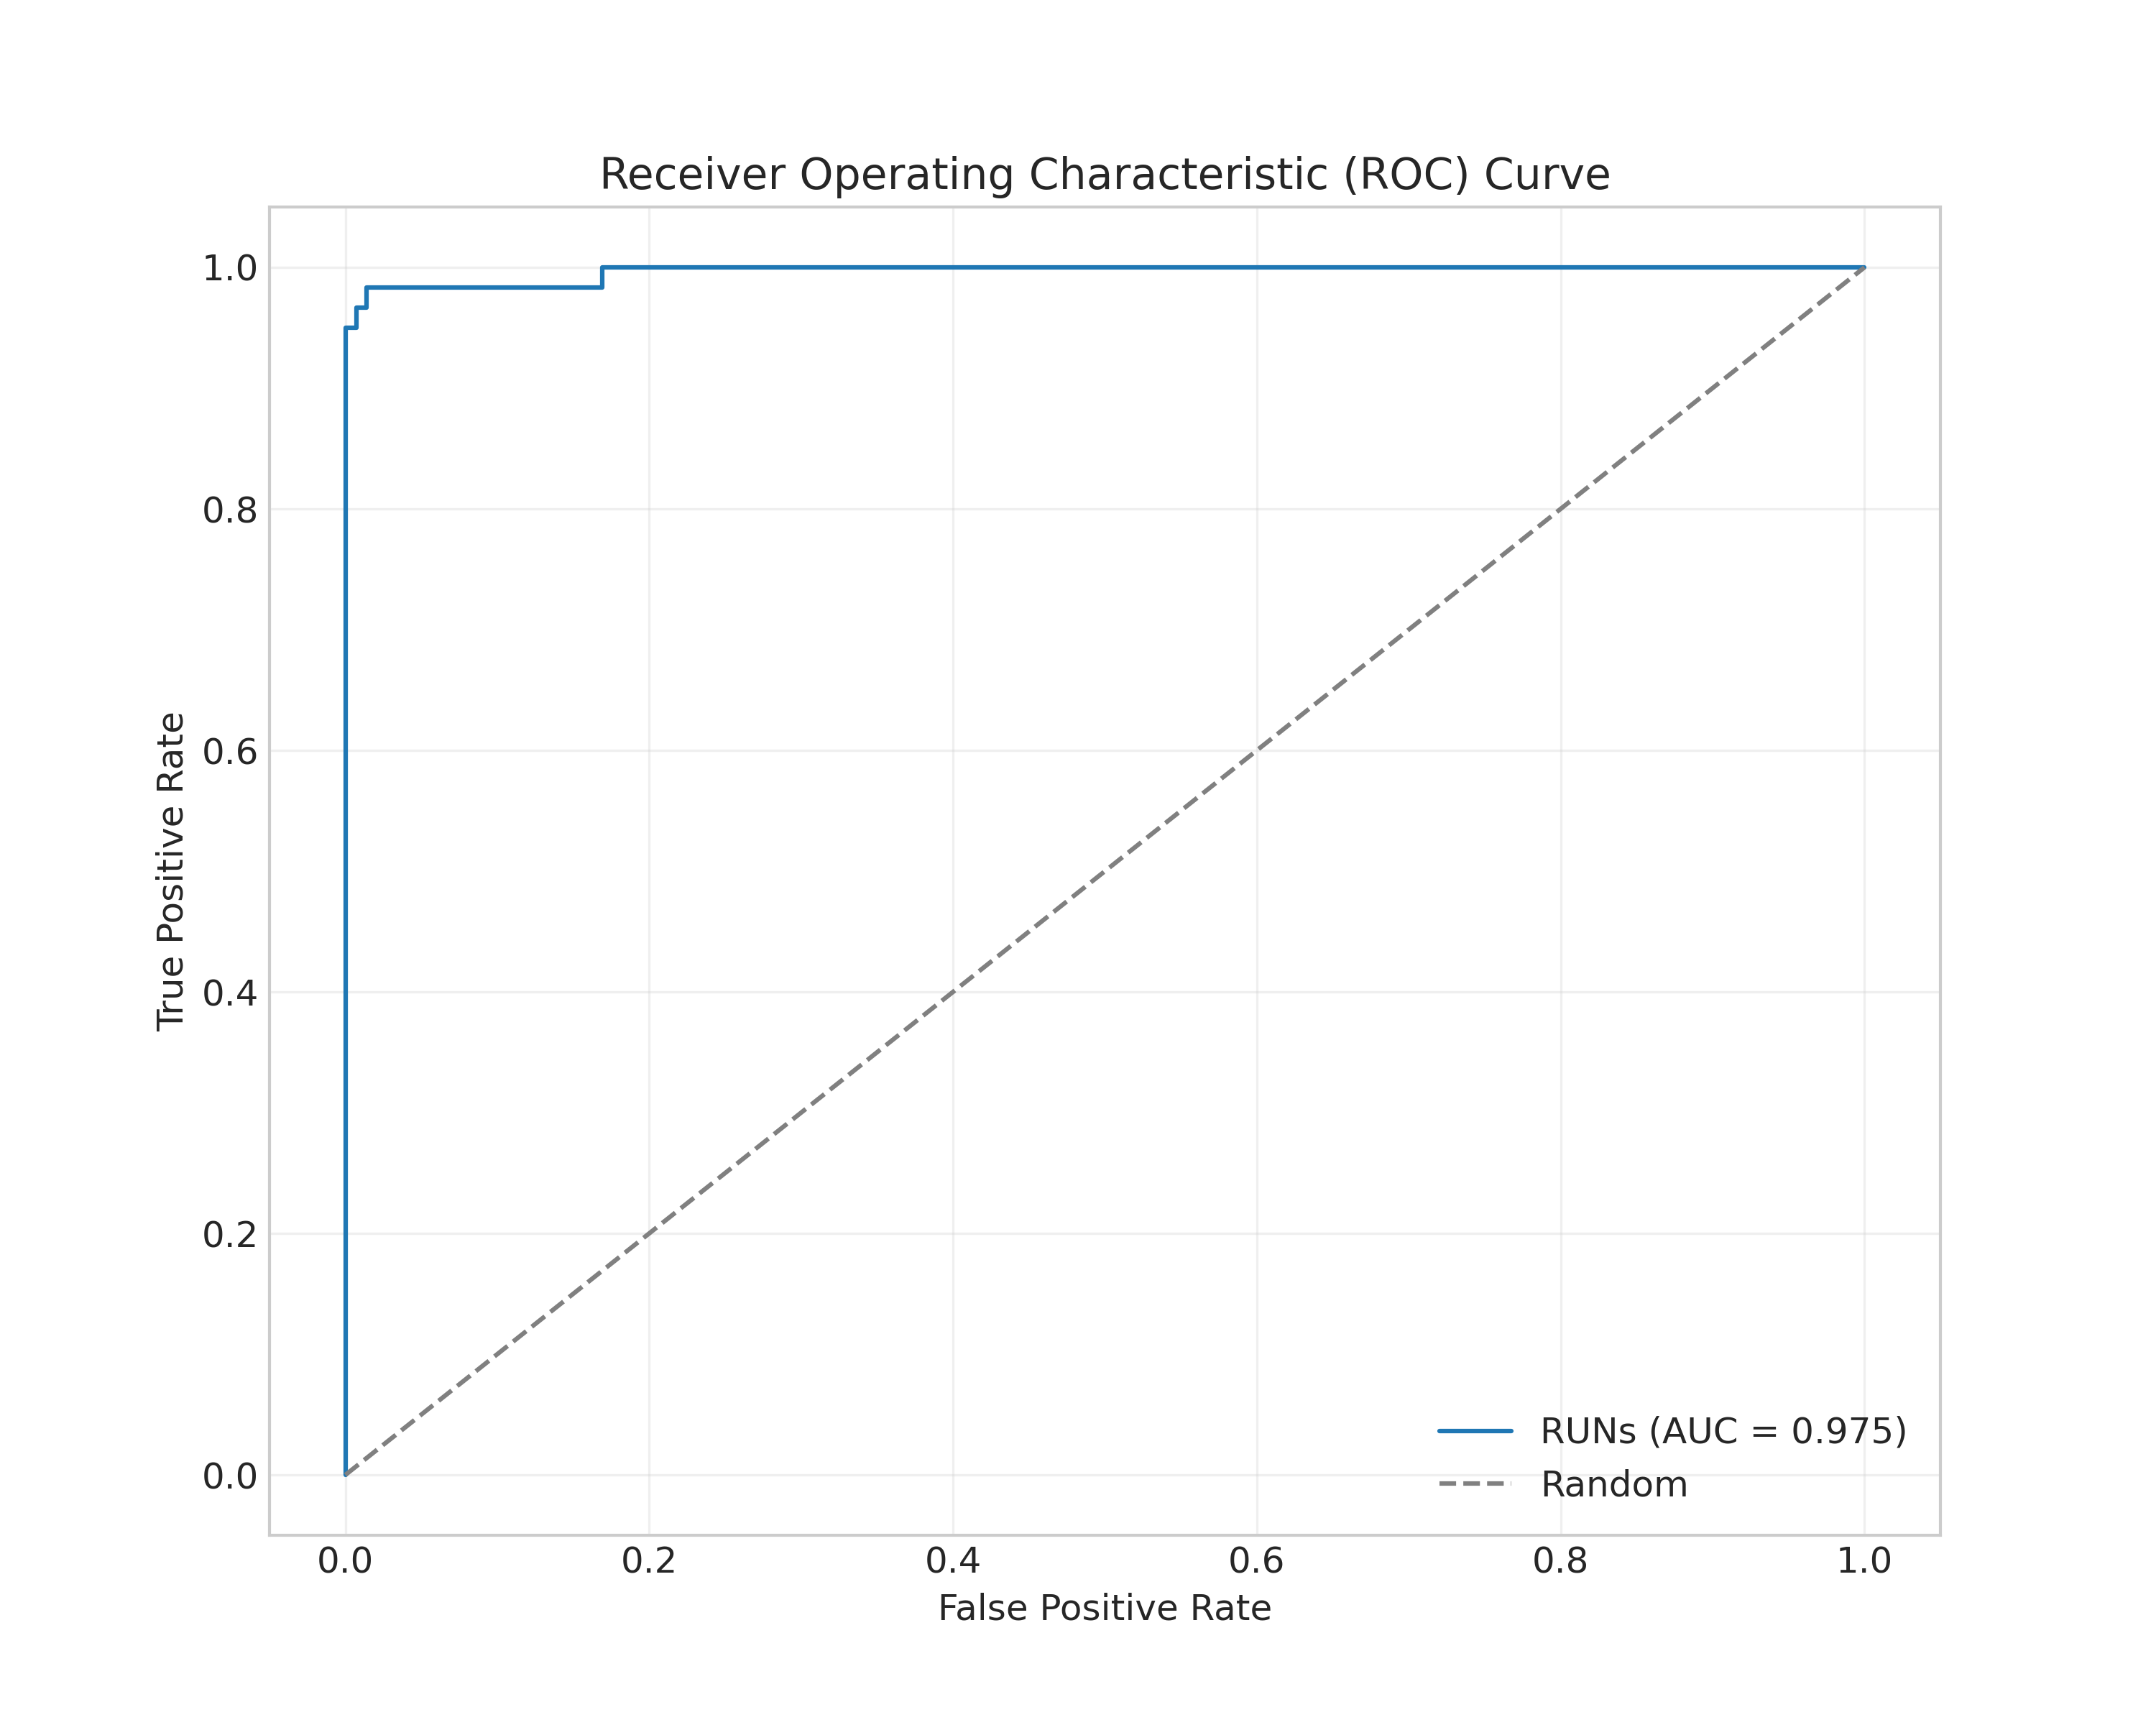 Receiver Operating Characteristic (ROC) Curve
1.0
0.8
0.6
0.4
0.2
0.0
True Positive Rate
0.0 0.2 0.4 0.6 0.8 1.0
False Positive Rate
RUNs (AUC = 0.975)
Random